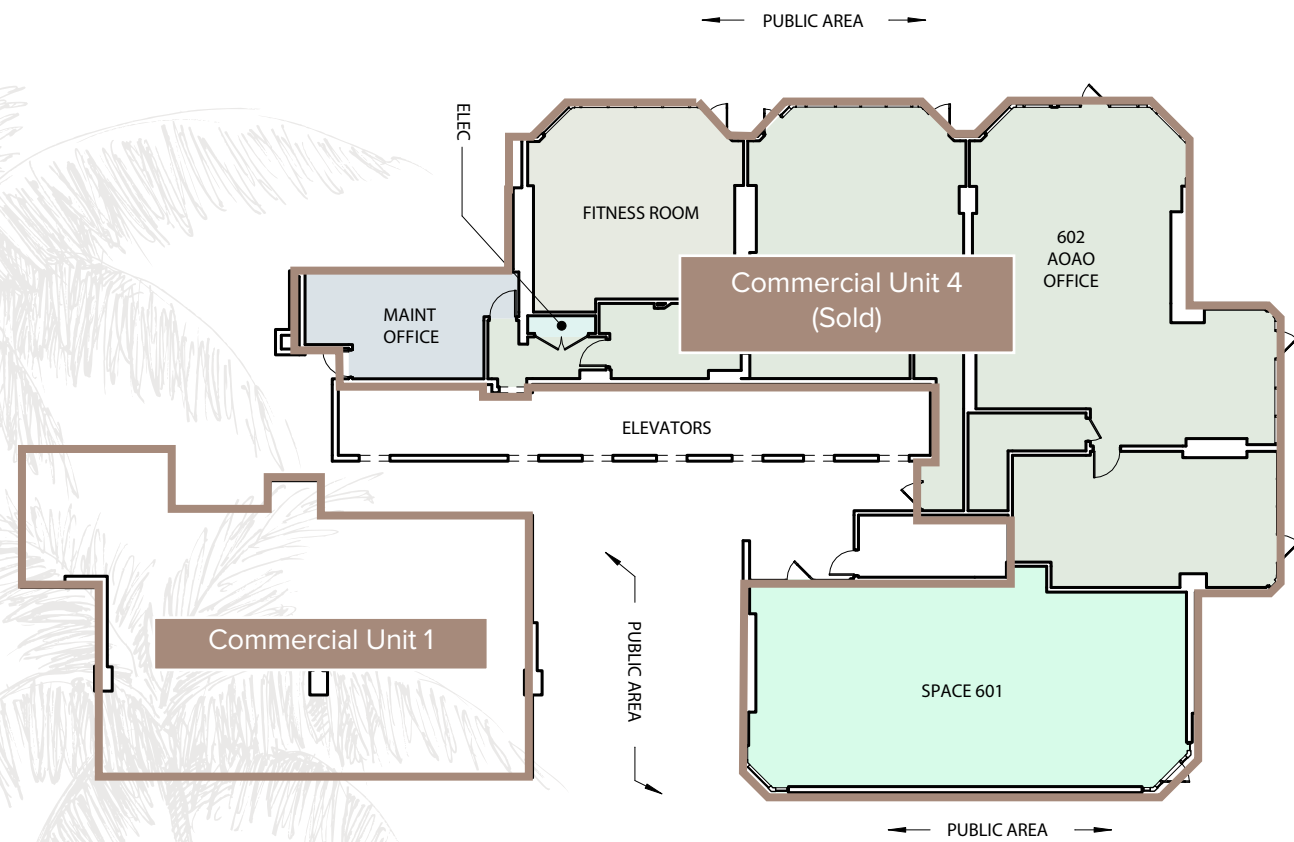 PUBLIC AREA
ELEC
FITNESS ROOM
602
AOAO
OFFICE
Commercial Unit 4
(Sold)
MAINT
OFFICE
ELEVATORS
Commercial Unit 1
PUBLIC AREA
SPACE 601
PUBLIC AREA